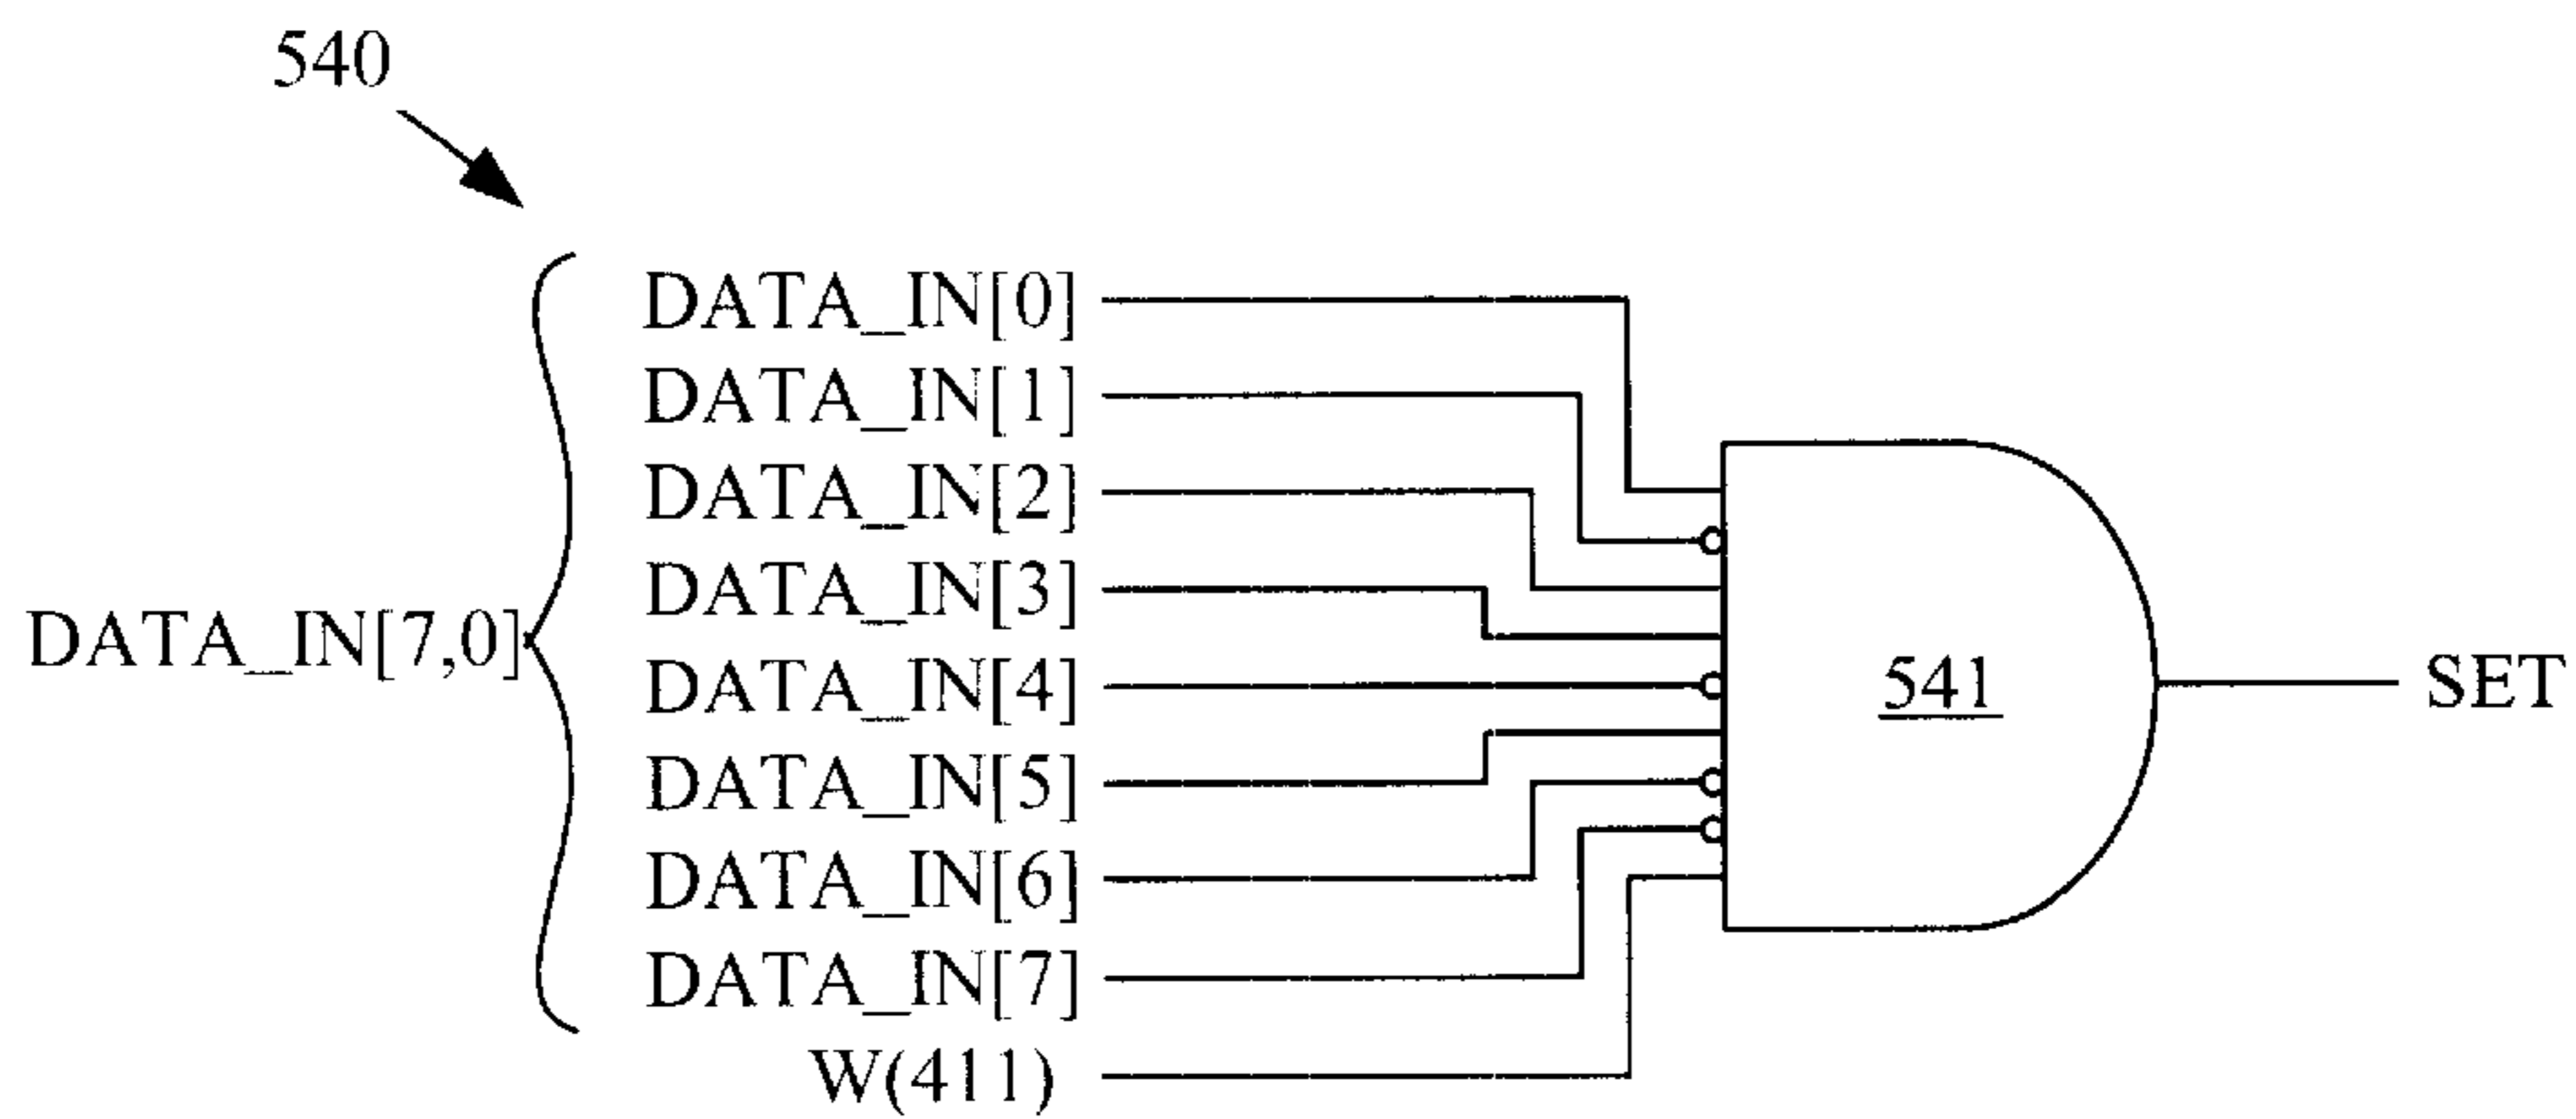 540
DATA_IN[0]
DATA_IN[1]
DATA_IN[2]
DATA_IN[3]
DATA_IN[7,0]
DATA_IN[4]
541
SET
DATA_IN[5]
DATA_IN[6]
DATA_IN[7]
W(411)